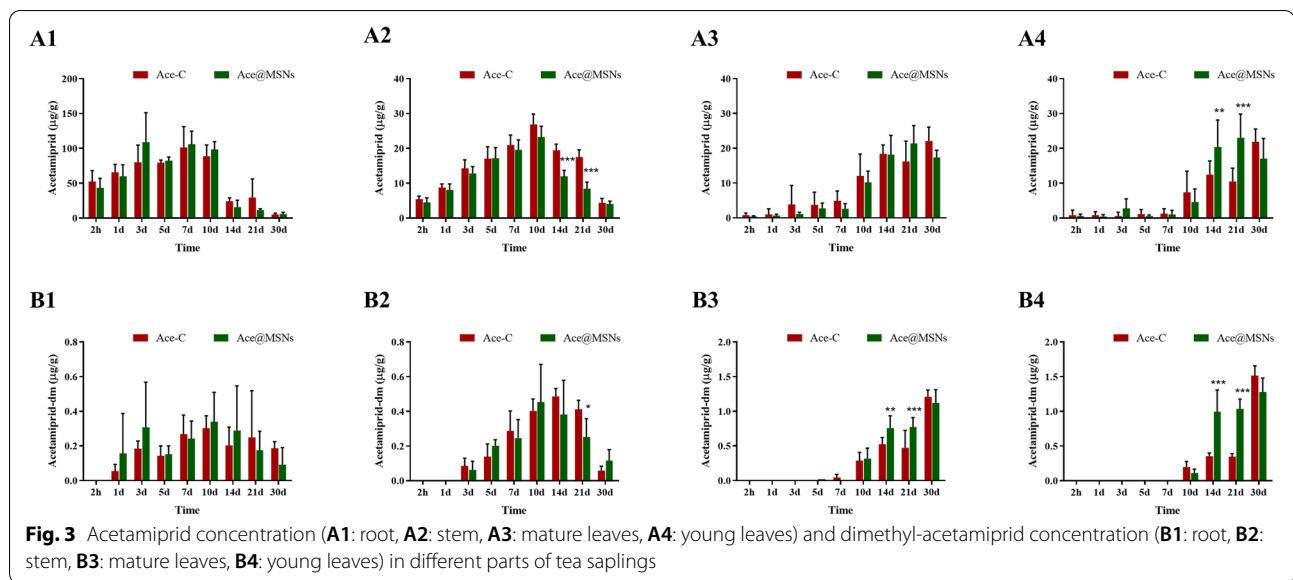 A1
Ace-C Ace@MSNs
Acetamiprid (μg/g)
200
150
100
50
0
2h 1d 3d 5d 7d 10d 14d 21d 30d
Time
A2
Ace-C Ace@MSNs
Acetamiprid (μg/g)
40
30
20
10
0
***
***
2h 1d 3d 5d 7d 10d 14d 21d 30d
Time
A3
Ace-C Ace@MSNs
Acetamiprid (μg/g)
40
30
20
10
0
2h 1d 3d 5d 7d 10d 14d 21d 30d
Time
A4
Ace-C Ace@MSNs
Acetamiprid (μg/g)
40
30
20
10
0
**
***
2h 1d 3d 5d 7d 10d 14d 21d 30d
Time
B1
Ace-C Ace@MSNs
Acetamiprid-dm (μg/g)
0.8
0.6
0.4
0.2
0.0
2h 1d 3d 5d 7d 10d 14d 21d 30d
Time
B2
Ace-C Ace@MSNs
Acetamiprid-dm (μg/g)
0.8
0.6
0.4
0.2
0.0
*
2h 1d 3d 5d 7d 10d 14d 21d 30d
Time
B3
Ace-C Ace@MSNs
Acetamiprid-dm (μg/g)
2.0
1.5
1.0
0.5
0.0
**
***
2h 1d 3d 5d 7d 10d 14d 21d 30d
Time
B4
Ace-C Ace@MSNs
Acetamiprid-dm (μg/g)
2.0
1.5
1.0
0.5
0.0
***
***
2h 1d 3d 5d 7d 10d 14d 21d 30d
Time
Fig. 3 Acetamiprid concentration (A1: root, A2: stem, A3: mature leaves, A4: young leaves) and dimethyl-acetamiprid concentration (B1: root, B2:
stem, B3: mature leaves, B4: young leaves) in different parts of tea saplings